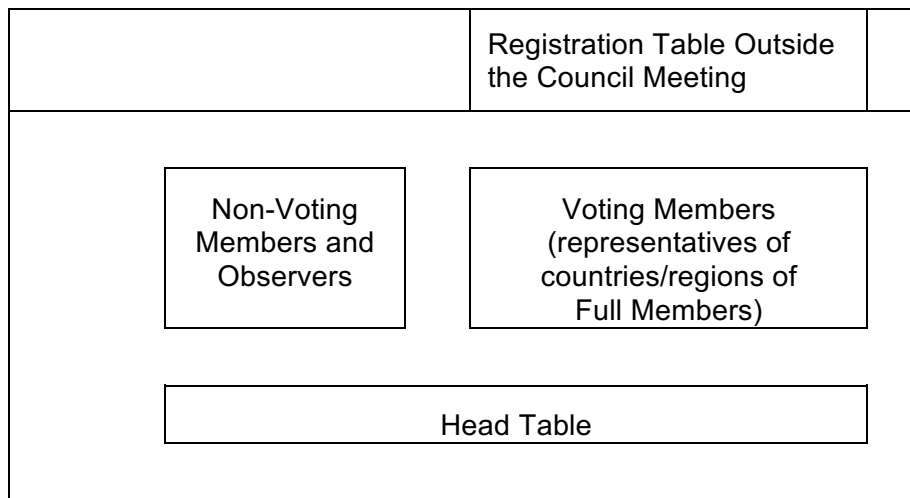 Registration Table Outside
the Council Meeting
Non-Voting
Members and
Observers
Voting Members
(representatives of
countries/regions of
Full Members)
Head Table